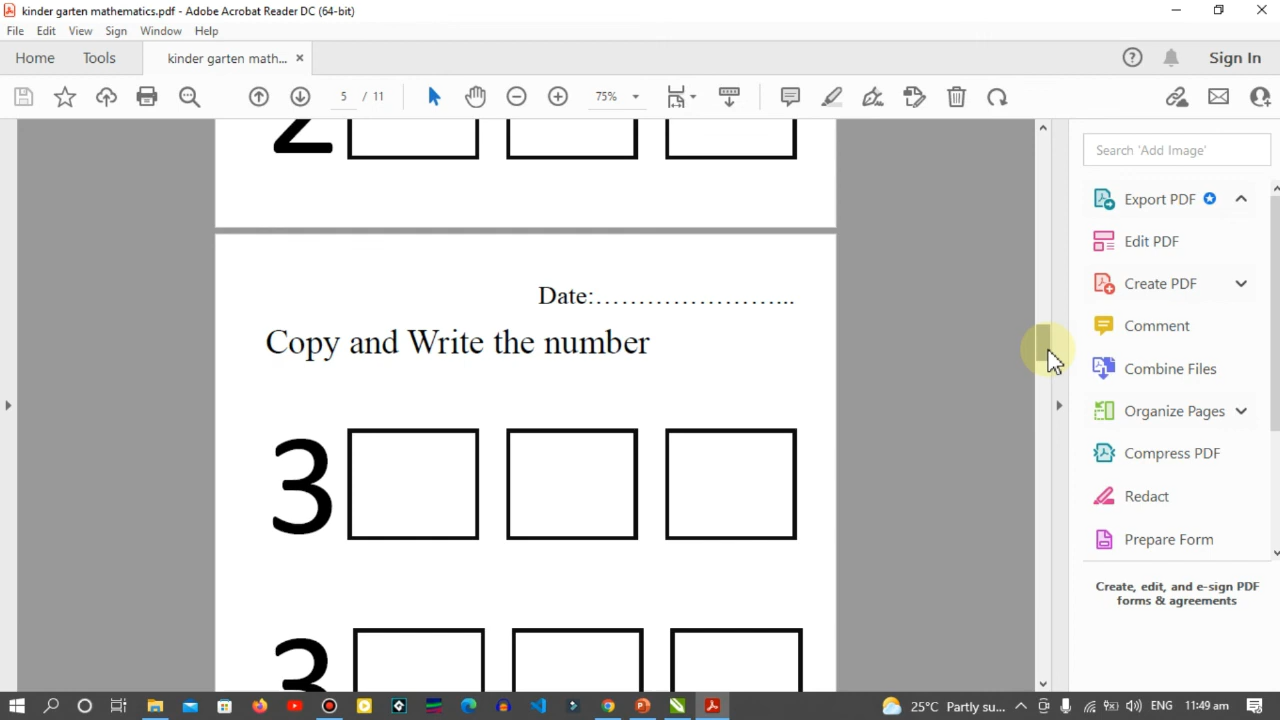 kinder garten mathematics.pdf - Adobe Acrobat Reader DC (64-bit)
File Edit View Sign Window Help
Home Tools kinder garten math... × Sign In
5 / 11 75%
Search 'Add Image'
2
Export PDF
Edit PDF
Date:…………………...
Create PDF
Copy and Write the number
Comment
Combine Files
Organize Pages
3
Compress PDF
Redact
Prepare Form
Create, edit, and e-sign PDF
forms & agreements
3
25°C Partly su... ENG 11:49 am